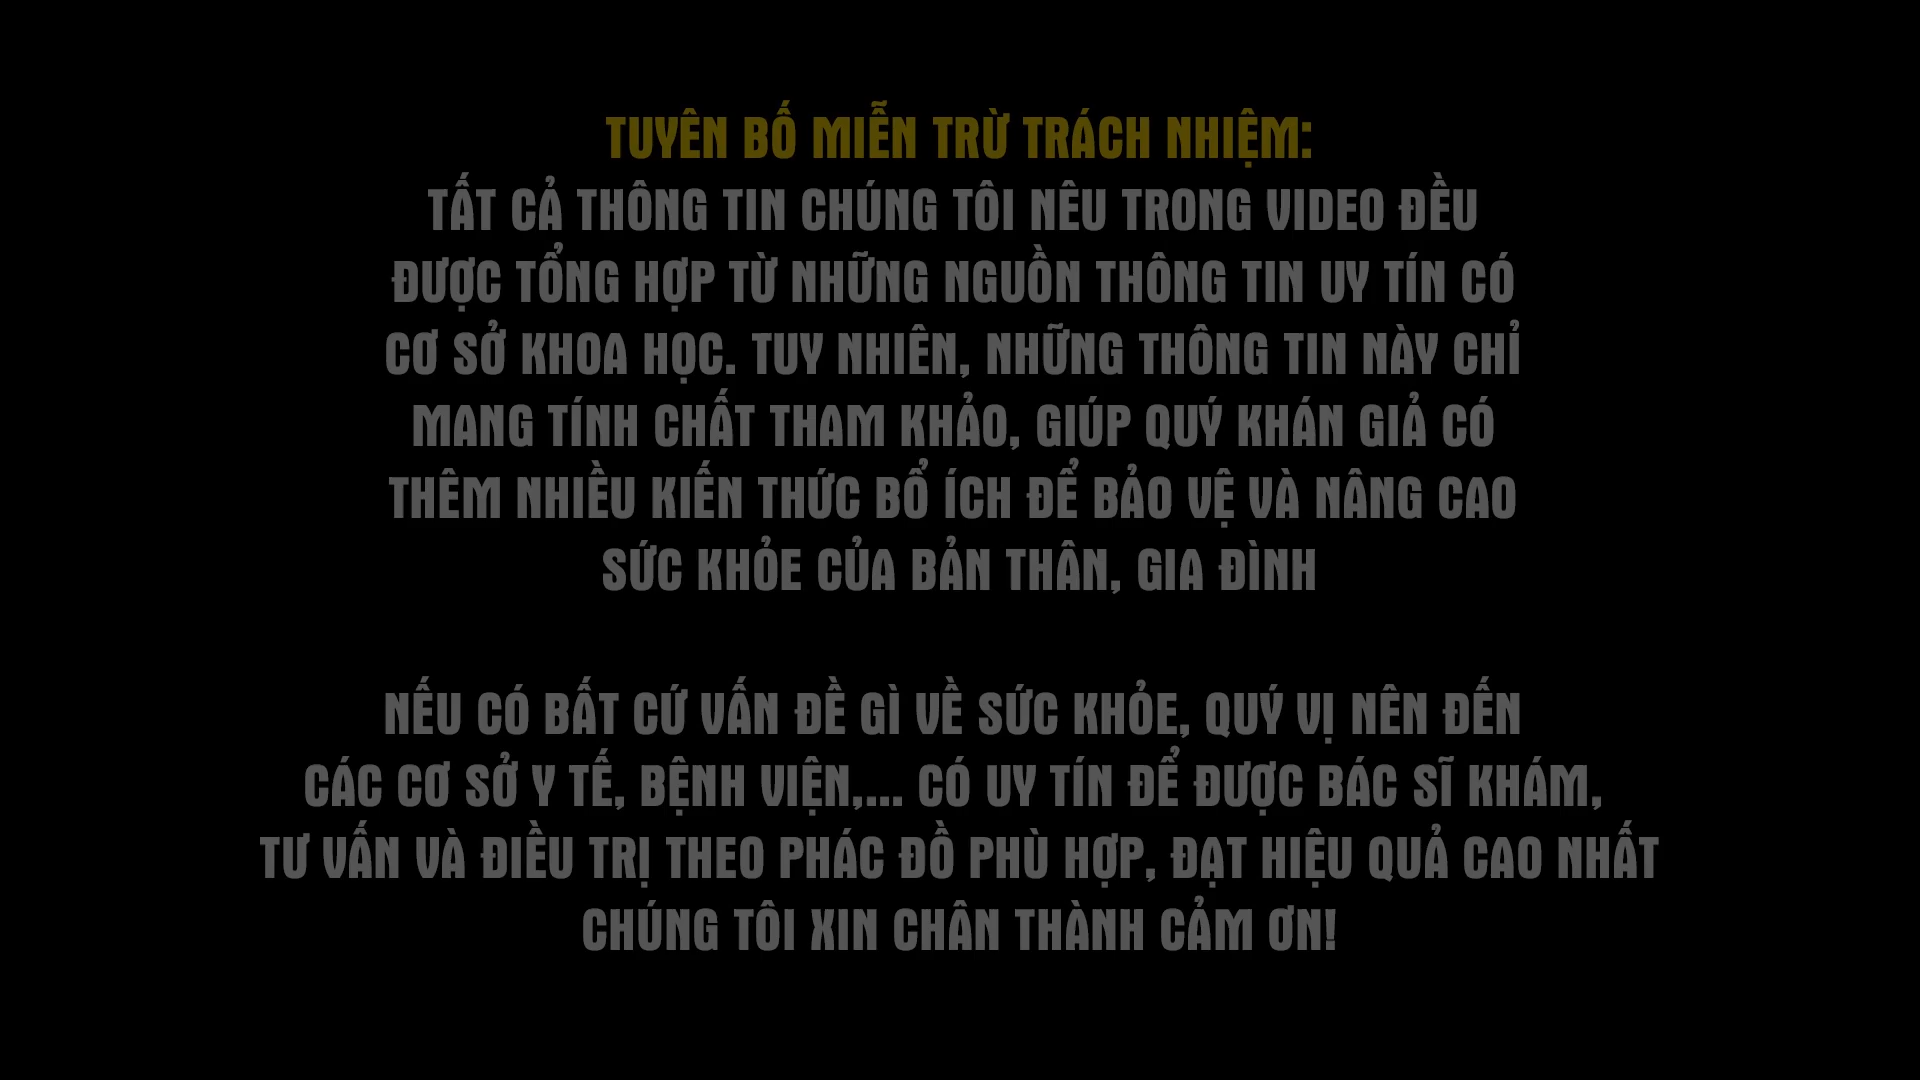 TUYÊN BỐ MIỄN TRỪ TRÁCH NHIỆM:
TẤT CẢ THÔNG TIN CHÚNG TÔI NÊU TRONG VIDEO ĐỀU
ĐƯỢC TỔNG HỢP TỪ NHỮNG NGUỒN THÔNG TIN UY TÍN CÓ
CƠ SỞ KHOA HỌC. TUY NHIÊN, NHỮNG THÔNG TIN NÀY CHỈ
MANG TÍNH CHẤT THAM KHẢO, GIÚP QUÝ KHÁN GIẢ CÓ
THÊM NHIỀU KIẾN THỨC BỔ ÍCH ĐỂ BẢO VỆ VÀ NÂNG CAO
SỨC KHỎE CỦA BẢN THÂN, GIA ĐÌNH
NẾU CÓ BẤT CỨ VẤN ĐỀ GÌ VỀ SỨC KHỎE, QUÝ VỊ NÊN ĐẾN
CÁC CƠ SỞ Y TẾ, BỆNH VIỆN,... CÓ UY TÍN ĐỂ ĐƯỢC BÁC SĨ KHÁM,
TƯ VẤN VÀ ĐIỀU TRỊ THEO PHÁC ĐỒ PHÙ HỢP, ĐẠT HIỆU QUẢ CAO NHẤT
CHÚNG TÔI XIN CHÂN THÀNH CẢM ƠN!